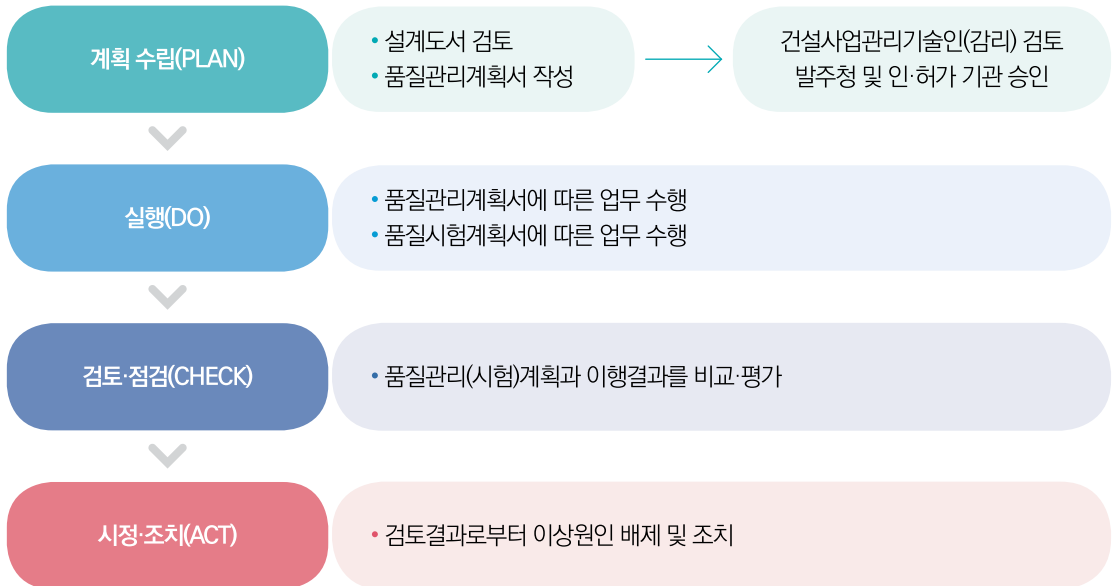 계획 수립(PLAN)
• 설계도서 검토
• 품질관리계획서 작성
건설사업관리기술인(감리) 검토
발주청 및 인·허가 기관 승인
실행(DO)
• 품질관리계획서에 따른 업무 수행
• 품질시험계획서에 따른 업무 수행
검토·점검(CHECK)
• 품질관리(시험)계획과 이행결과를 비교·평가
시정·조치(ACT)
• 검토결과로부터 이상원인 배제 및 조치